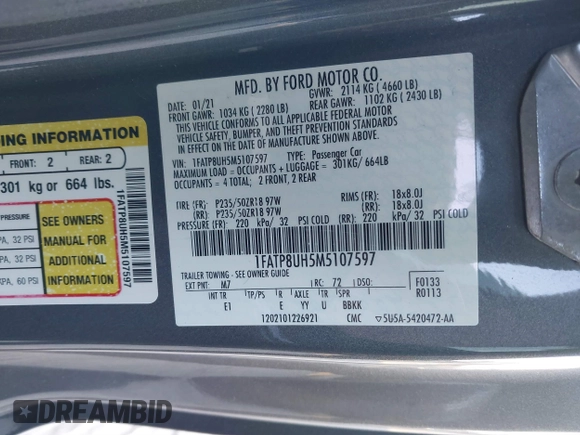 MFD. BY FORD MOTOR CO.
01/21 GVWR: 2114 KG ( 4660 LB)
FRONT GAWR: 1034 KG ( 2280 LB) REAR GAWR: 1102 KG ( 2430 LB)
THIS VEHICLE CONFORMS TO ALL APPLICABLE FEDERAL MOTOR
VEHICLE SAFETY, BUMPER, AND THEFT PREVENTION STANDARDS
IN EFFECT ON THE DATE OF MANUFACTURE SHOWN ABOVE.
VIN: 1FATP8UH5M5107597 TYPE: Passenger Car
MAXIMUM LOAD = OCCUPANTS + LUGGAGE = 301KG/ 664LB
OCCUPANTS = 4 TOTAL: 2 FRONT, 2 REAR
TIRE (FR): P235/50ZR18 97W RIMS (FR): 18x8.0J
(RR): P235/50ZR18 97W (RR): 18x8.0J
PRESSURE (FR): 220 kPa/ 32 PSI COLD (RR) 220 kPa/ 32 PSI COLD
1FATP8UH5M5107597
TRAILER TOWING - SEE OWNER GUIDE
EXT PNT: M7 RC: 72 DSO: F0133
R0113
INT TR TP/PS R AXLE TR SPR
E1 E YY U BBKK
1202101226921 CMC ▽5U5A-5420472-AA
NG INFORMATION
FRONT: 2 REAR: 2
301 kg or 664 lbs.
PRESSURE
PA, 32 PSI
PA, 32 PSI
KPA, 60 PSI
SEE OWNERS
MANUAL FOR
ADDITIONAL
INFORMATION
1FATP8UH5M5107597
DREAMBID